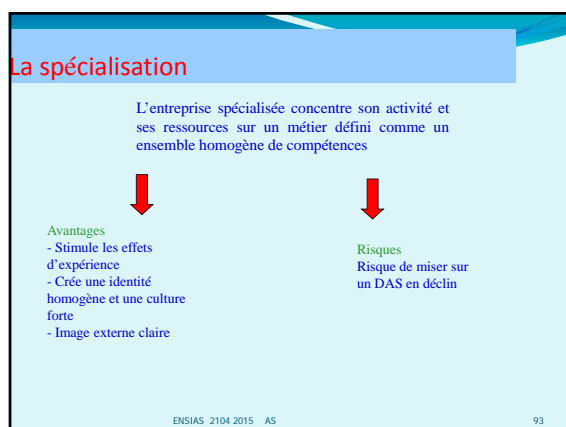 La spécialisation
L'entreprise spécialisée concentre son activité et
ses ressources sur un métier défini comme un
ensemble homogène de compétences
Avantages
- Stimule les effets
d'expérience
- Crée une identité
homogène et une culture
forte
- Image externe claire
Risques
Risque de miser sur
un DAS en déclin
ENSIAS 2104 2015 AS
93